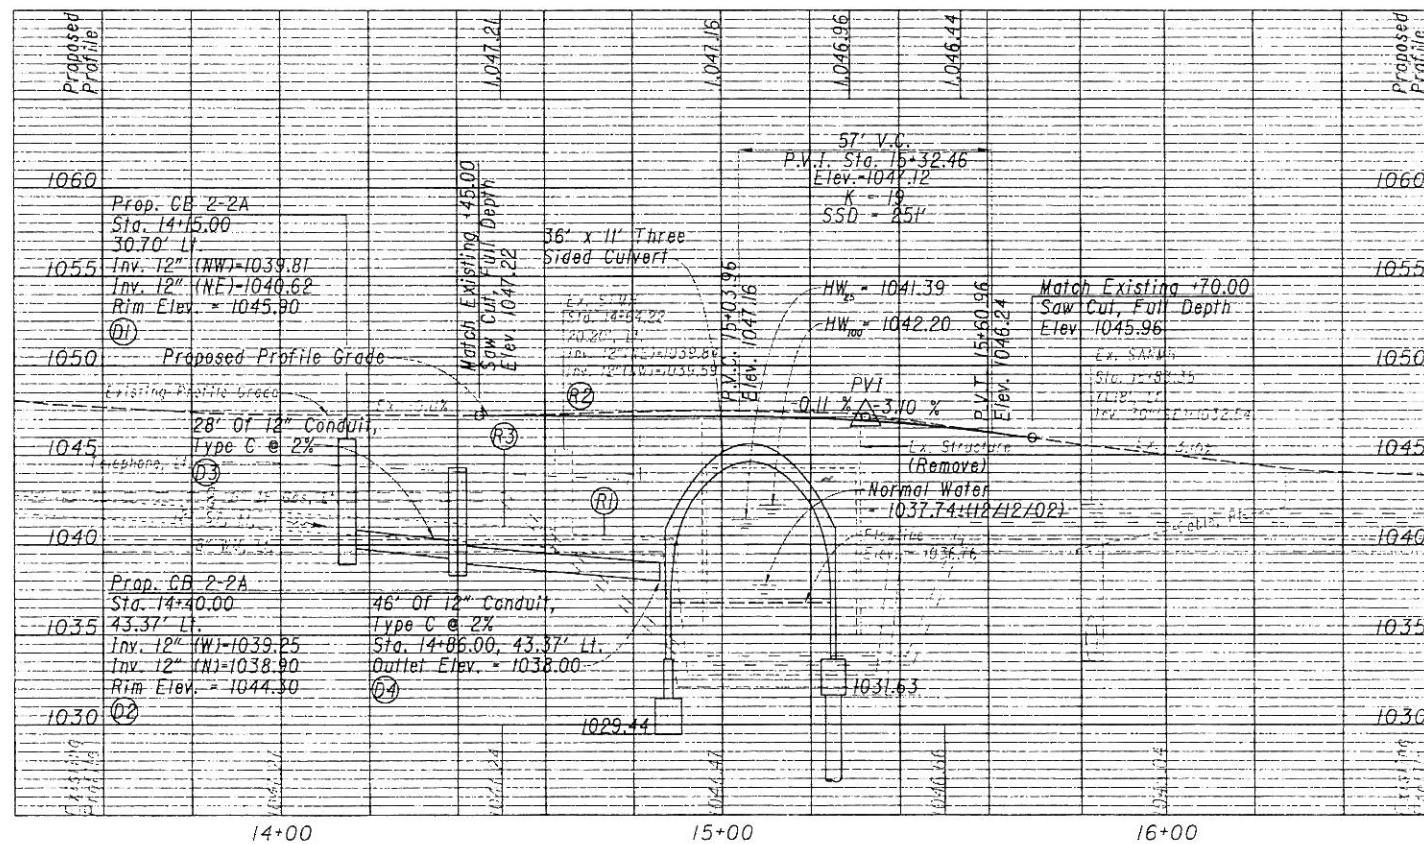 Proposed
Profile
1,047.21
1,047.16
1,046.96
1,046.44
Proposed
Profile
1060
1055
1050
1045
1040
1035
1030
Prop. CB 2-2A
Sta. 14+15.00
30.70' Lt.
Inv. 12" (NW)=1039.81
Inv. 12" (NE)=1040.62
Rim Elev. = 1045.90
D1
Match Existing +45.00
Saw Cut, Full Depth
Elev 1047.22
36' x 11' Three
Sided Culvert
57' V.C.
P.V.I. Sta. 15+32.46
Elev.=1047.12
K = 19
SSD = 251'
P.V.C. 15+03.96
Elev. 1047.16
HW25 = 1041.39
HW100 = 1042.20
P.V.T. 15+60.96
Elev. 1046.24
Match Existing +70.00
Saw Cut, Full Depth
Elev 1045.96
Proposed Profile Grade
Existing Profile Grade
R2
PVI
-0.11 %
-3.10 %
28' Of 12" Conduit,
Type C @ 2%
D3
R3
R1
Ex. Structure
(Remove)
Normal Water
= 1037.74 (12/12/02)
Prop. CB 2-2A
Sta. 14+40.00
43.37' Lt.
Inv. 12" (W)=1039.25
Inv. 12" (N)=1038.90
Rim Elev. = 1044.30
D2
46' Of 12" Conduit,
Type C @ 2%
Sta. 14+86.00, 43.37' Lt.
Outlet Elev. = 1038.00
D4
1029.44
1031.63
1060
1055
1050
1045
1040
1035
1030
Existing
Profile
14+00
15+00
16+00